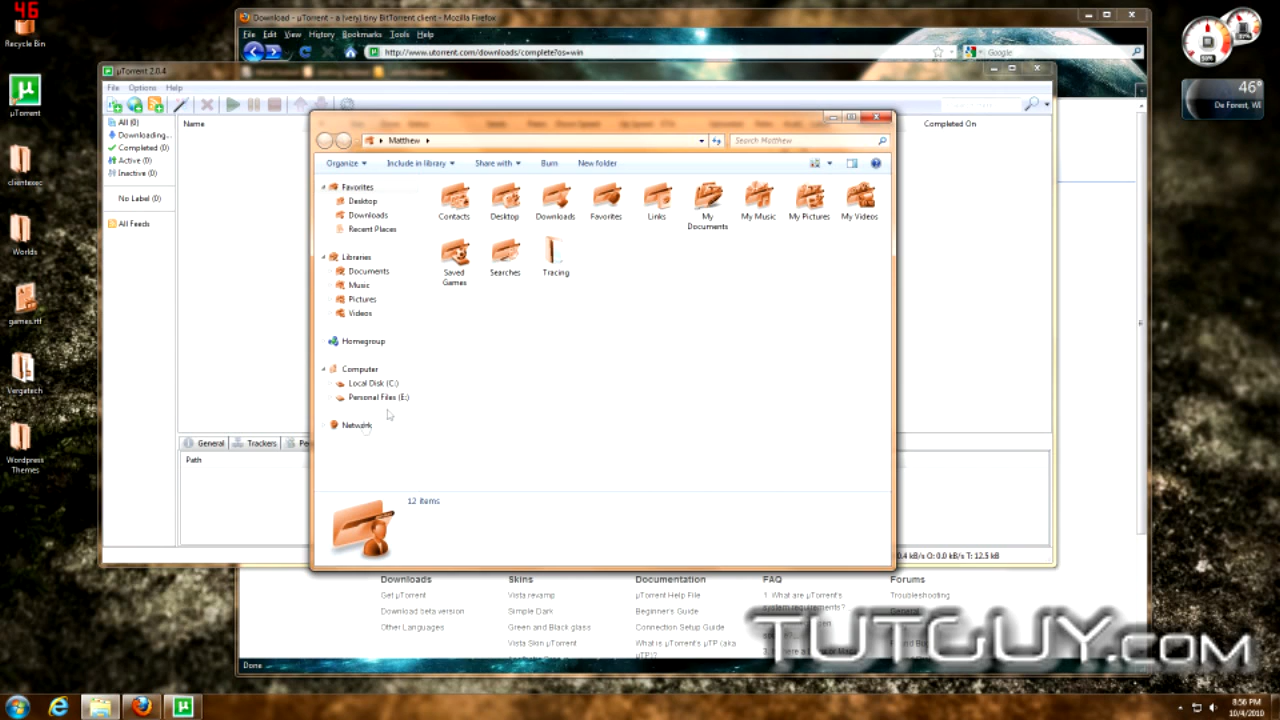 46
Recycle Bin
µTorrent
clientexec
Worlds
games.rtf
Vergatech
Wordpress Themes
Download - µTorrent - a (very) tiny BitTorrent client - Mozilla Firefox
File Edit View History Bookmarks Tools Help
http://www.utorrent.com/downloads/complete?os=win
Google
46°
De Forest, WI
µTorrent 2.0.4
File Options Help
All (0)
Downloading...
Completed (0)
Active (0)
Inactive (0)
No Label (0)
All Feeds
Name
Completed On
General Trackers
Path
Matthew
Search Matthew
Organize Include in library Share with Burn New folder
Favorites
Desktop
Downloads
Recent Places
Libraries
Documents
Music
Pictures
Videos
Homegroup
Computer
Local Disk (C:)
Personal Files (E:)
Network
Contacts Desktop Downloads Favorites Links My Documents My Music My Pictures My Videos
Saved Games Searches Tracing
12 items
0.4 kB/s O: 0.0 kB/s T: 12.5 kB
Downloads Skins Documentation FAQ Forums
Get µTorrent Vista revamp µTorrent Help File 1. What are µTorrent's system requirements? Troubleshooting
Download beta version Simple Dark Beginner's Guide General
Other Languages Green and Black glass Connection Setup Guide
Vista Skin µTorrent What is µTorrent's µTP (aka µTP)?
TUTGUY.COM
Done
8:56 PM
10/4/2010